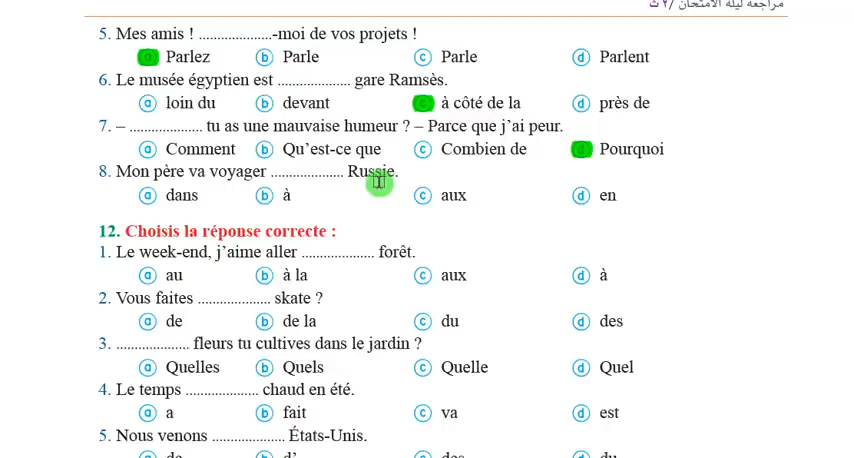 مراجعة ليلة الامتحان / ٢ ث
5. Mes amis ! ....................-moi de vos projets !
a Parlez b Parle c Parle d Parlent
6. Le musée égyptien est .................... gare Ramsès.
a loin du b devant c à côté de la d près de
7. – .................... tu as une mauvaise humeur ? – Parce que j'ai peur.
a Comment b Qu'est-ce que c Combien de d Pourquoi
8. Mon père va voyager .................... Russie.
a dans b à c aux d en
12. Choisis la réponse correcte :
1. Le week-end, j'aime aller .................... forêt.
a au b à la c aux d à
2. Vous faites .................... skate ?
a de b de la c du d des
3. .................... fleurs tu cultives dans le jardin ?
a Quelles b Quels c Quelle d Quel
4. Le temps .................... chaud en été.
a a b fait c va d est
5. Nous venons .................... États-Unis.
a de b d' c des d du